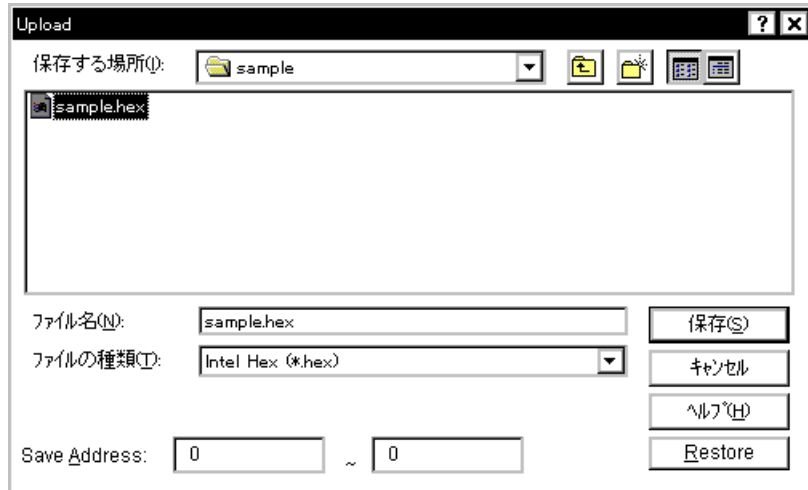 Upload
保存する場所(I):
sample
sample.hex
ファイル名(N):
sample.hex
保存(S)
ファイルの種類(T):
Intel Hex (*.hex)
キャンセル
ヘルプ(H)
Save Address:
0
~
0
Restore